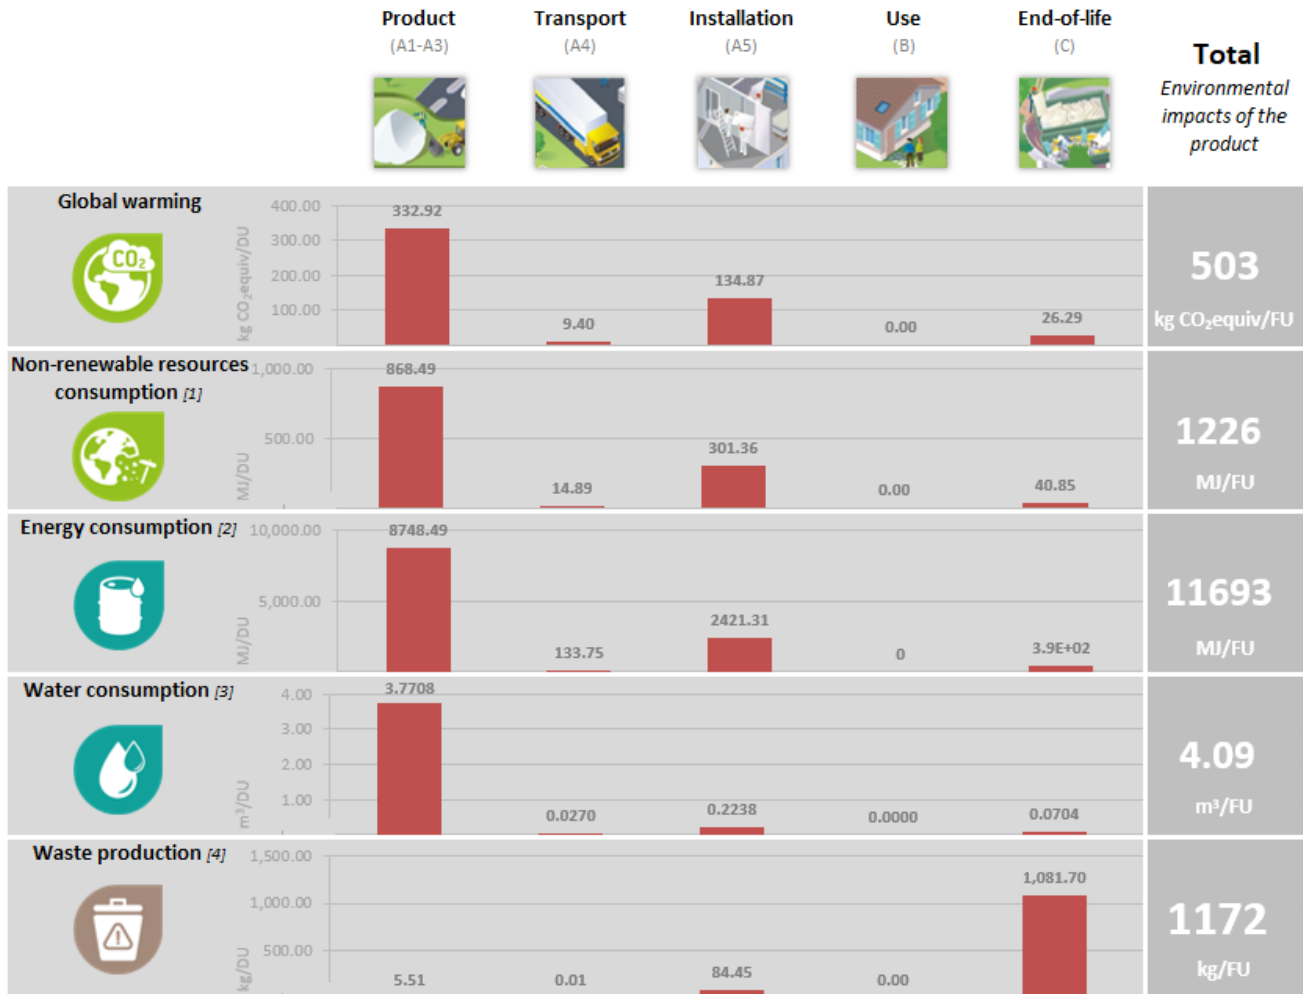 Product
Transport
Installation
Use
End-of-life
(A1-A3)
(A4)
(A5)
(B)
(C)
Total
Environmental
impacts of the
product
Global warming
CO₂
kg CO₂equiv/DU
400.00
300.00
200.00
100.00
332.92
9.40
134.87
0.00
26.29
503
kg CO₂equiv/FU
Non-renewable resources
consumption [1]
MJ/DU
1,000.00
500.00
868.49
14.89
301.36
0.00
40.85
1226
MJ/FU
Energy consumption [2]
MJ/DU
10,000.00
5,000.00
8748.49
133.75
2421.31
0
3.9E+02
11693
MJ/FU
Water consumption [3]
m³/DU
4.00
3.00
2.00
1.00
3.7708
0.0270
0.2238
0.0000
0.0704
4.09
m³/FU
Waste production [4]
kg/DU
1,500.00
1,000.00
500.00
5.51
0.01
84.45
0.00
1,081.70
1172
kg/FU